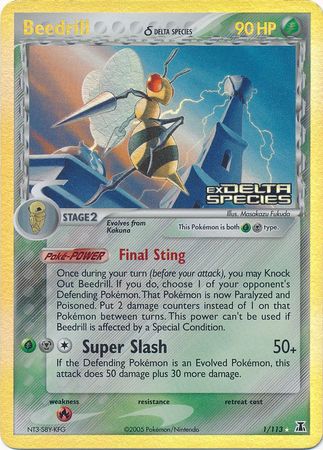 Beedrill δ DELTA SPECIES 90 HP
EX DELTA
SPECIES
Illus. Masakazu Fukuda
STAGE 2
Evolves from
Kakuna
This Pokémon is both type.
Poké-POWER Final Sting
Once during your turn (before your attack), you may Knock
Out Beedrill. If you do, choose 1 of your opponent's
Defending Pokémon. That Pokémon is now Paralyzed and
Poisoned. Put 2 damage counters instead of 1 on that
Pokémon between turns. This power can't be used if
Beedrill is affected by a Special Condition.
Super Slash 50+
If the Defending Pokémon is an Evolved Pokémon, this
attack does 50 damage plus 30 more damage.
weakness resistance retreat cost
NT3-S8Y-KFG ©2005 Pokémon/Nintendo 1/113